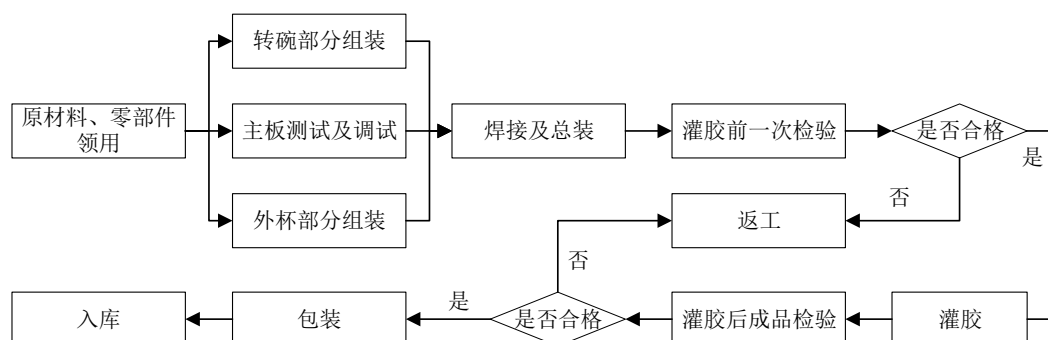 转碗部分组装
原材料、零部件
领用
主板测试及调试
焊接及总装
灌胶前一次检验
是否合格
是
外杯部分组装
返工
否
否
入库
包装
是
是否合格
灌胶后成品检验
灌胶